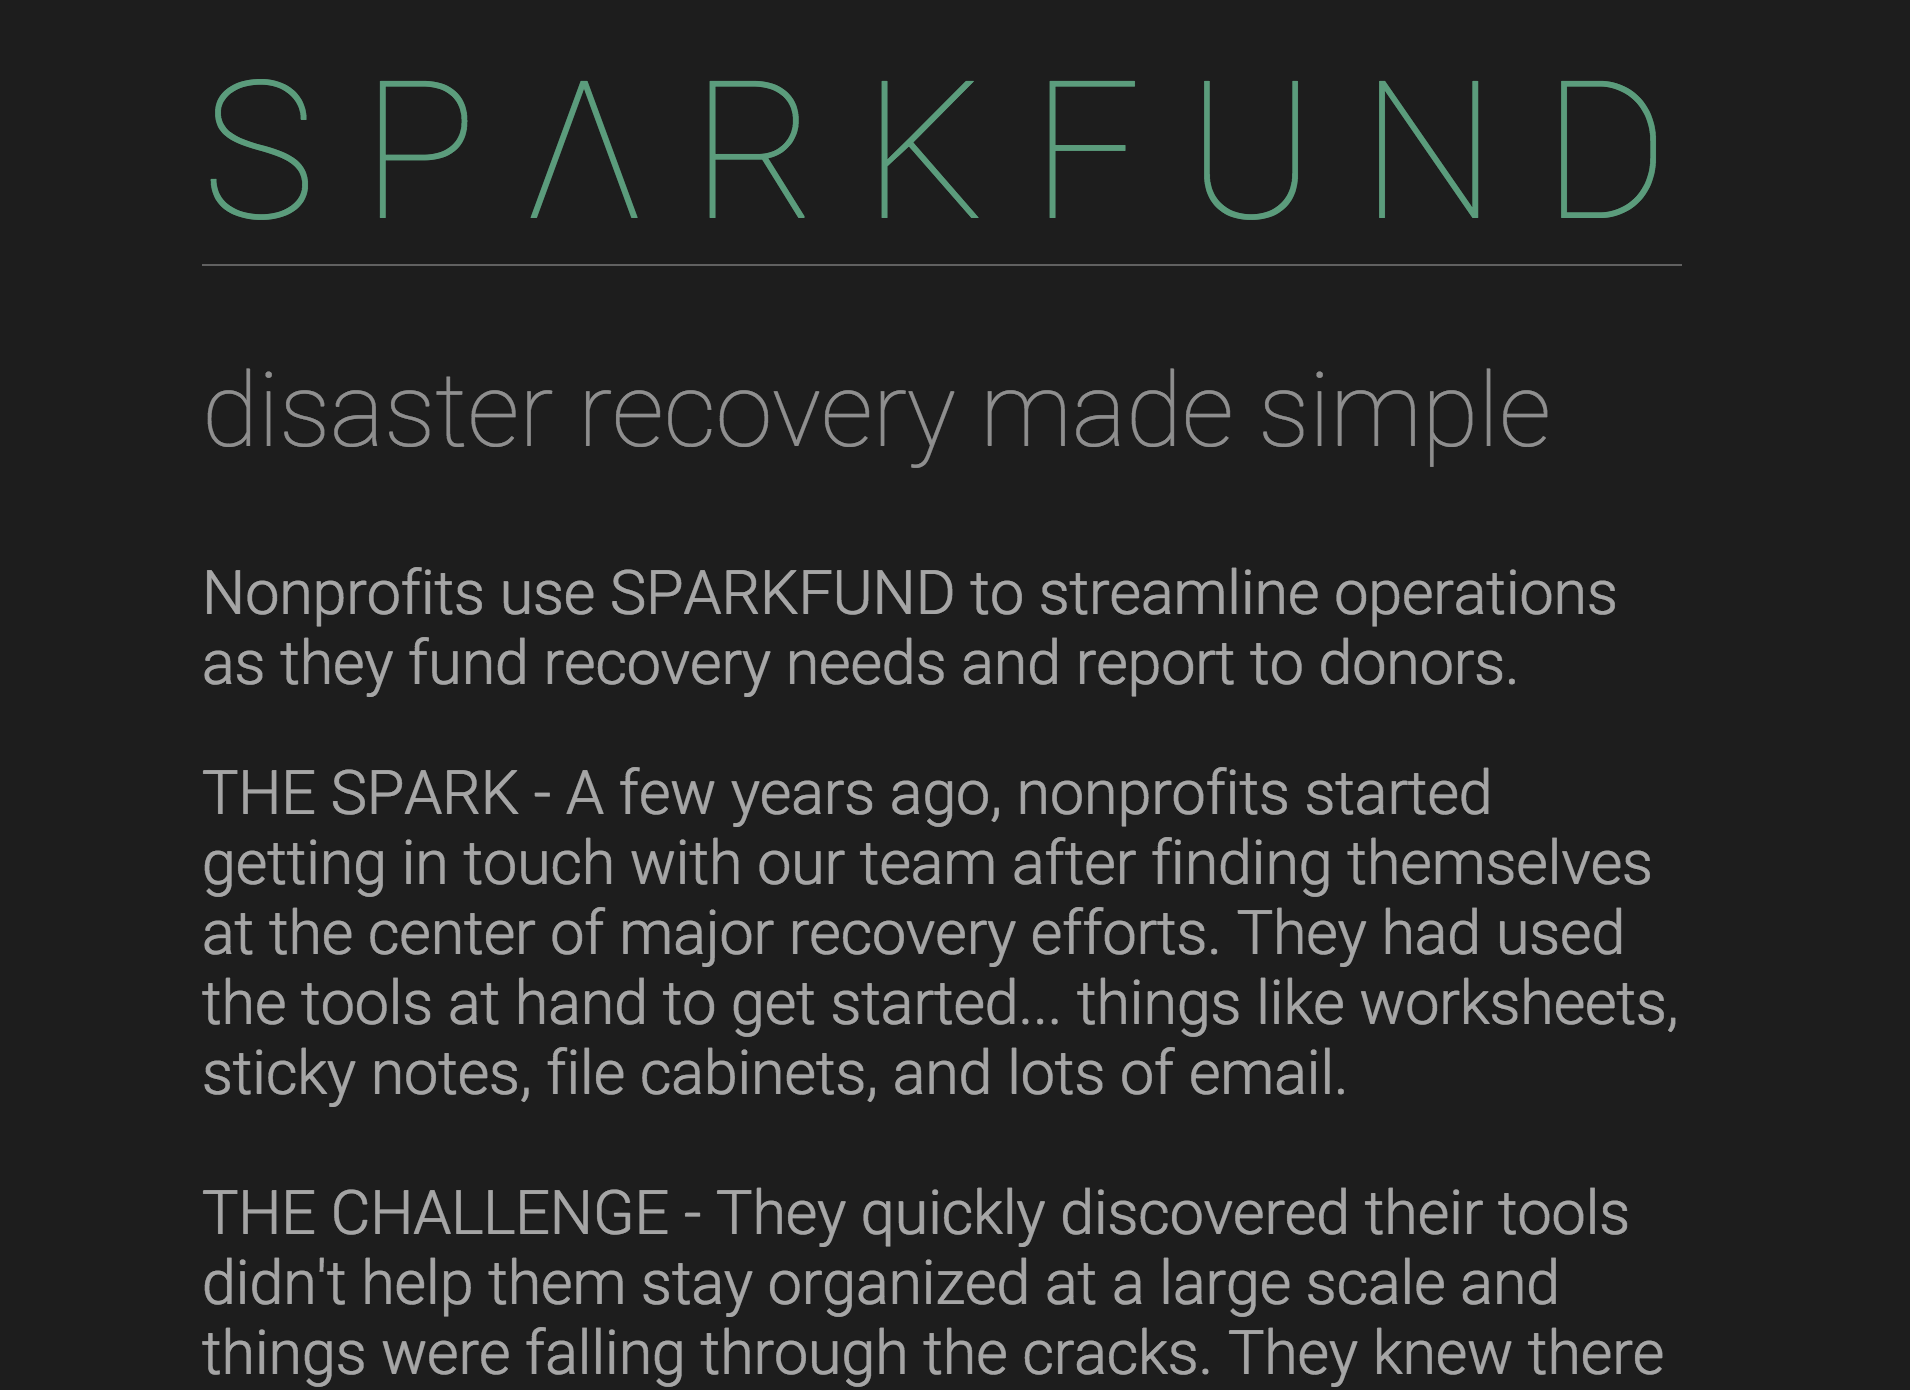 SPARKFUND
disaster recovery made simple
Nonprofits use SPARKFUND to streamline operations
as they fund recovery needs and report to donors.
THE SPARK - A few years ago, nonprofits started
getting in touch with our team after finding themselves
at the center of major recovery efforts. They had used
the tools at hand to get started... things like worksheets,
sticky notes, file cabinets, and lots of email.
THE CHALLENGE - They quickly discovered their tools
didn't help them stay organized at a large scale and
things were falling through the cracks. They knew there